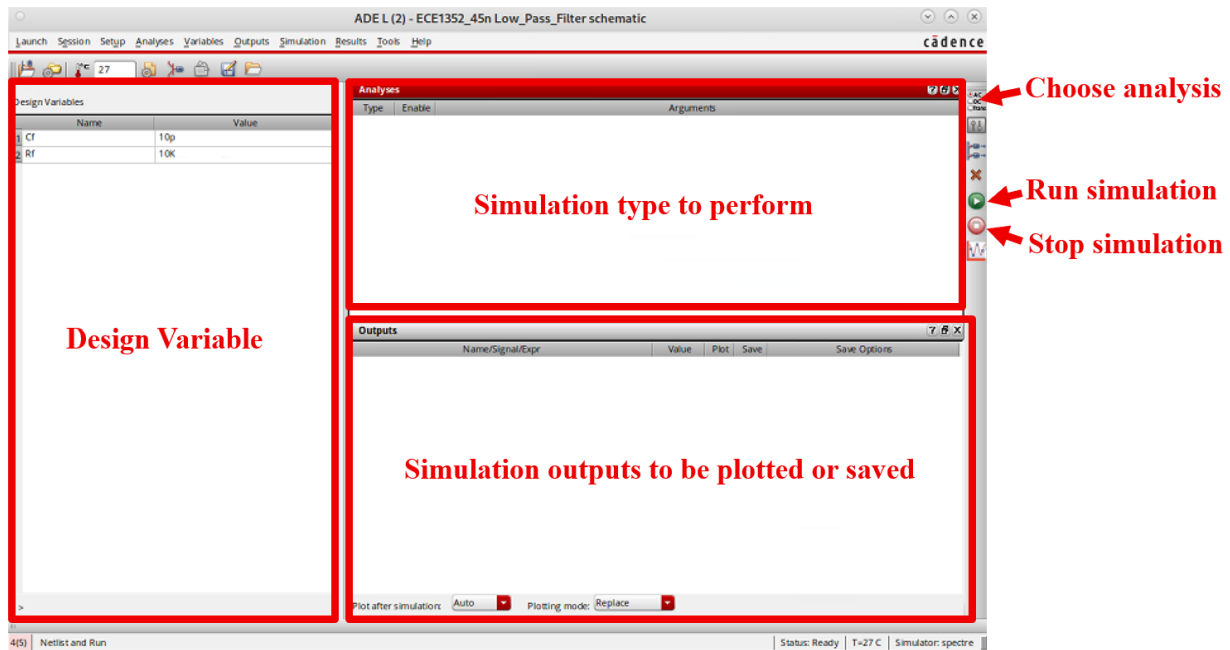 ADE L (2) - ECE1352_45n Low_Pass_Filter schematic
Launch Session Setup Analyses Variables Outputs Simulation Results Tools Help
cādence
°C 27
Design Variables
Name Value
1 Cf 10p
2 Rf 10K
Design Variable
>
Analyses
Type Enable Arguments
Simulation type to perform
Outputs
Name/Signal/Expr Value Plot Save Save Options
Simulation outputs to be plotted or saved
Plot after simulation: Auto Plotting mode: Replace
AC
DC
Trans
Choose analysis
Run simulation
Stop simulation
4(5) Netlist and Run Status: Ready T=27 C Simulator: spectre